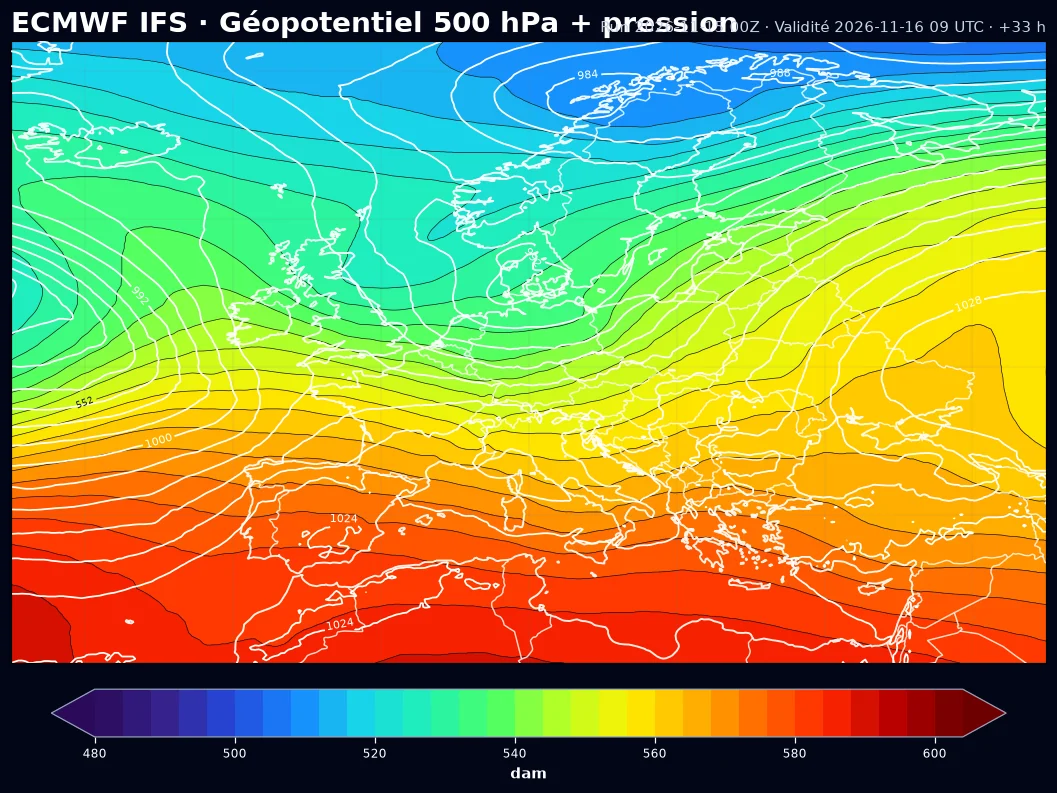 ECMWF IFS · Géopotentiel 500 hPa + pression
00Z · Validité 2026-11-16 09 UTC · +33 h
984
988
992
1028
552
1000
1024
1024
480 500 520 540 560 580 600
dam